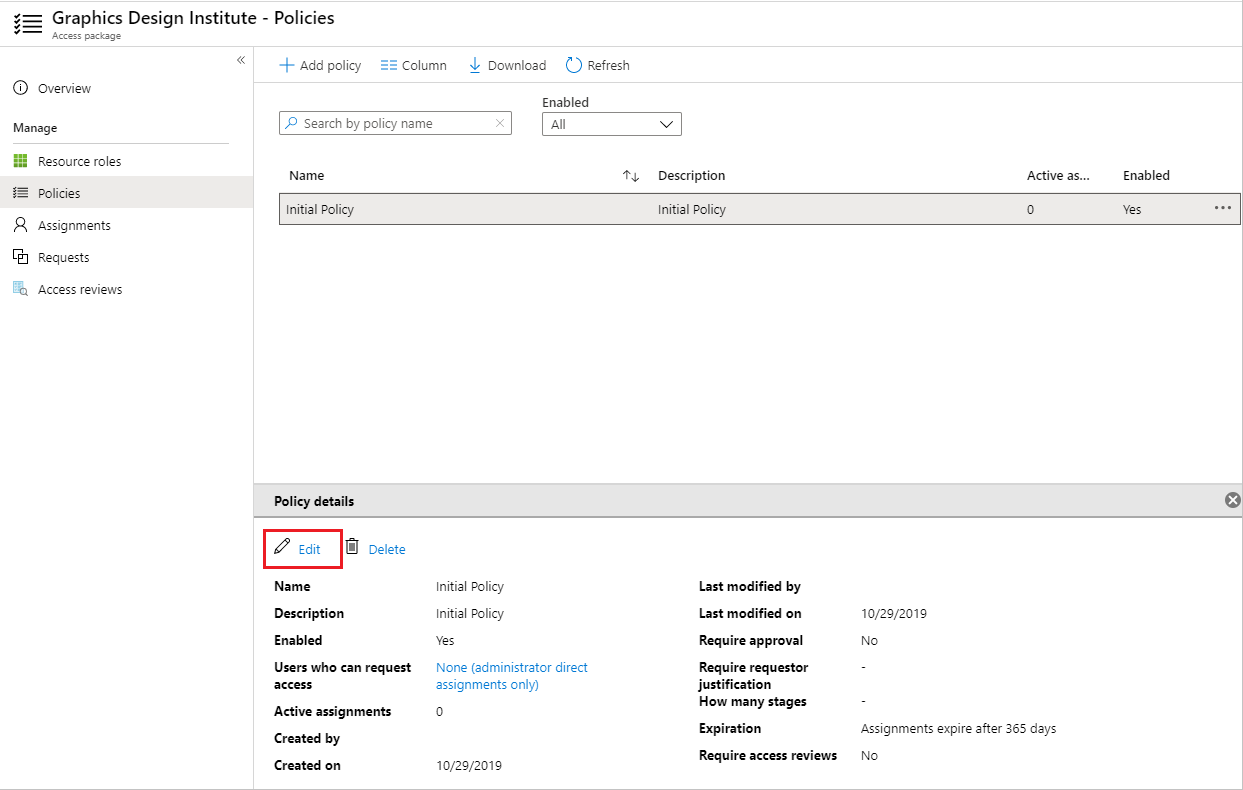 Graphics Design Institute - Policies
Access package
«
Overview
Manage
Resource roles
Policies
Assignments
Requests
Access reviews
Add policy Column Download Refresh
Enabled
Search by policy name All
Name Description Active as... Enabled
Initial Policy Initial Policy 0 Yes ...
Policy details
Edit Delete
Name Initial Policy
Description Initial Policy
Enabled Yes
Users who can request None (administrator direct
access assignments only)
Active assignments 0
Created by
Created on 10/29/2019
Last modified by
Last modified on 10/29/2019
Require approval No
Require requestor -
justification
How many stages -
Expiration Assignments expire after 365 days
Require access reviews No